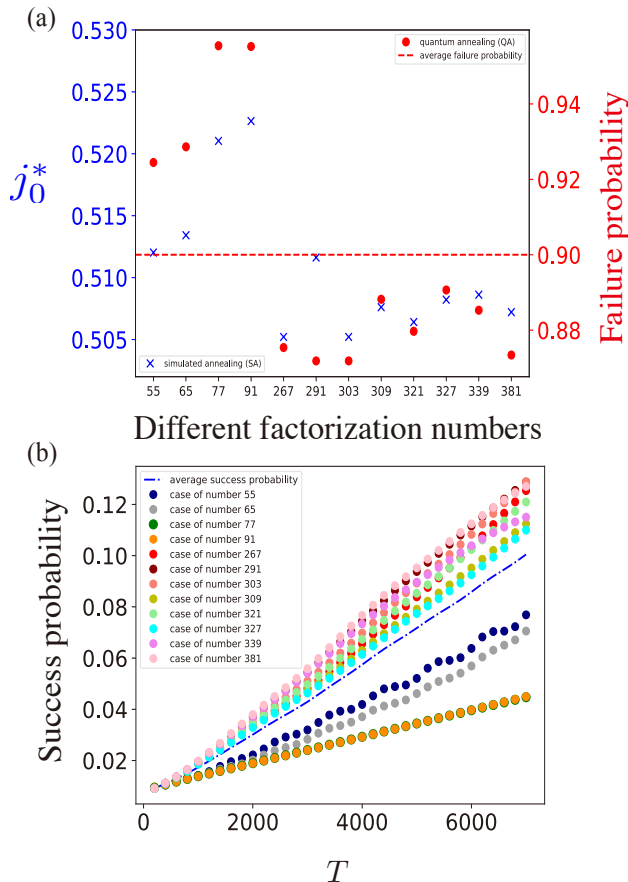 (a)
0.530
0.525
0.520
0.515
0.510
0.505
j₀*
quantum annealing (QA)
average failure probability
simulated annealing (SA)
0.94
0.92
0.90
0.88
Failure probability
55 65 77 91 267 291 303 309 321 327 339 381
Different factorization numbers
(b)
Success probability
0.12
0.10
0.08
0.06
0.04
0.02
average success probability
case of number 55
case of number 65
case of number 77
case of number 91
case of number 267
case of number 291
case of number 303
case of number 309
case of number 321
case of number 327
case of number 339
case of number 381
0 2000 4000 6000
T